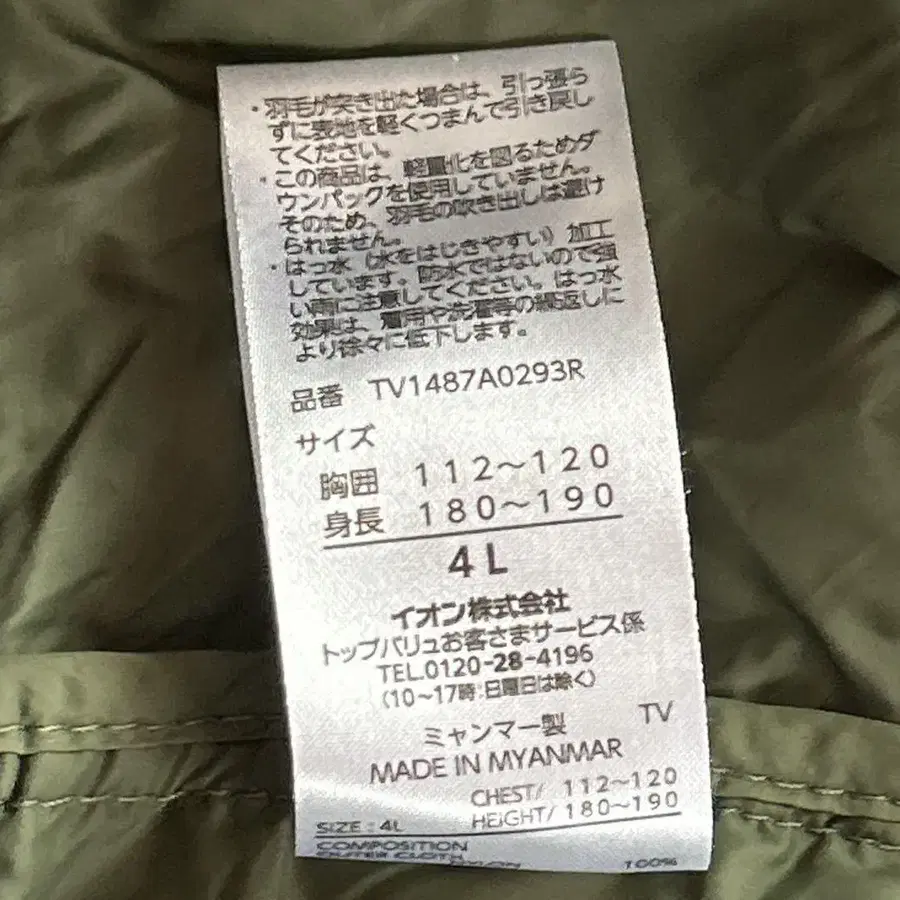 ・羽毛が突き出た場合は、引っ張ら
ずに表地を軽くつまんで引き戻し
てください。
・この商品は、軽量化を図るためダ
ウンパックを使用していません。
そのため、羽毛の吹き出しは避け
られません。
・はっ水（水をはじきやすい）加工
しています。防水ではないので強
い雨に注意してください。はっ水
効果は、着用や洗濯等の繰返しに
より徐々に低下します。
品番 TV1487A0293R
サイズ
胸囲 112～120
身長 180～190
4L
イオン株式会社
トップバリュお客さまサービス係
TEL.0120-28-4196
(10～17時:日曜日は除く)
ミャンマー製 TV
MADE IN MYANMAR
CHEST/ 112～120
SIZE : 4L HEIGHT/ 180～190
COMPOSITION
OUTER CLOTH
NYLON 100%